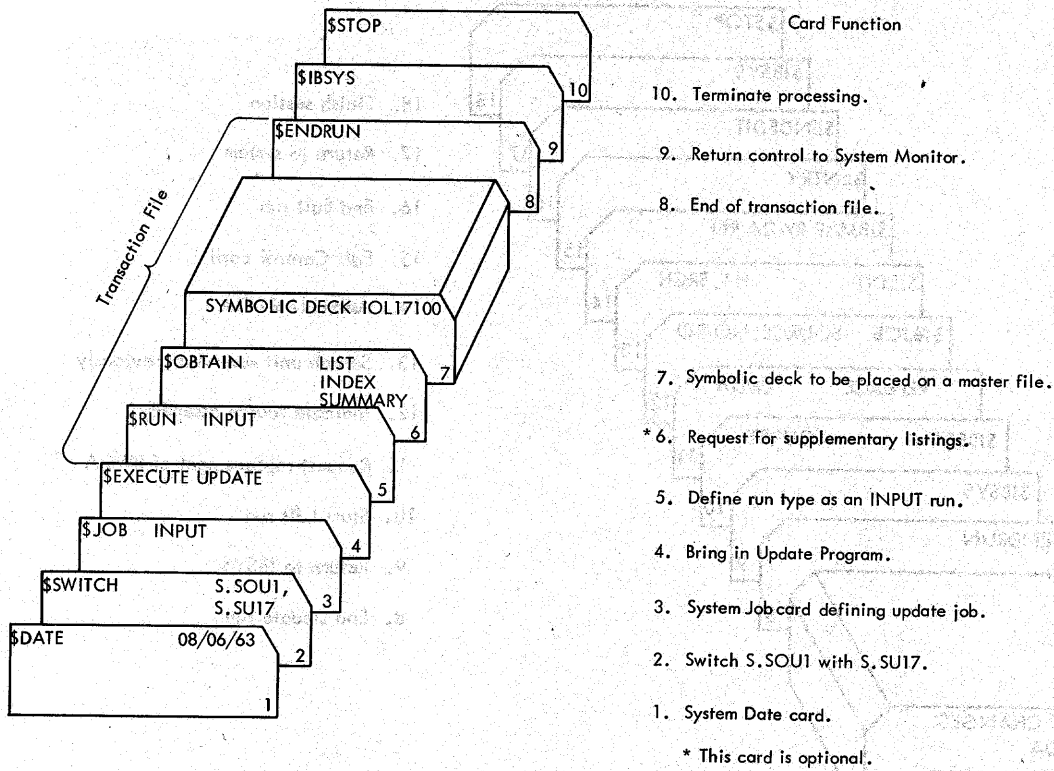 $STOP
Card Function
$IBSYS
10
10. Terminate processing.
$ENDRUN
9
9. Return control to System Monitor.
8
8. End of transaction file.
Transaction File
SYMBOLIC DECK IOL17100
$OBTAIN LIST
INDEX
SUMMARY
7
7. Symbolic deck to be placed on a master file.
$RUN INPUT
6
*6. Request for supplementary listings.
$EXECUTE UPDATE
5
5. Define run type as an INPUT run.
$JOB INPUT
4
4. Bring in Update Program.
$SWITCH S.SOU1,
S.SU17
3
3. System Jobcard defining update job.
$DATE 08/06/63
2
2. Switch S.SOU1 with S.SU17.
1
1. System Date card.
* This card is optional.